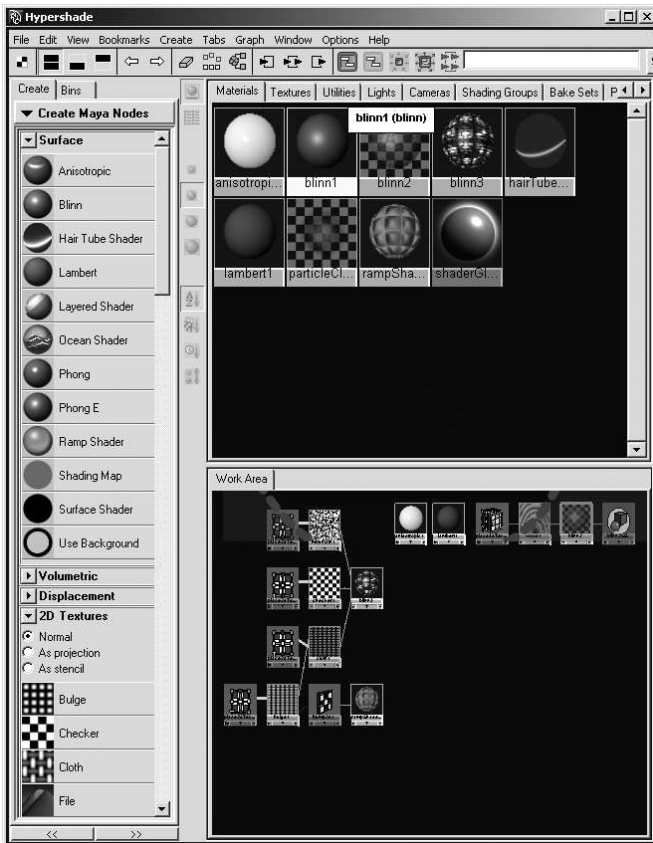 Hypershade
File Edit View Bookmarks Create Tabs Graph Window Options Help
Create Bins
Create Maya Nodes
Surface
Anisotropic
Blinn
Hair Tube Shader
Lambert
Layered Shader
Ocean Shader
Phong
Phong E
Ramp Shader
Shading Map
Surface Shader
Use Background
Volumetric
Displacement
2D Textures
Normal
As projection
As stencil
Bulge
Checker
Cloth
File
<< >>
Materials Textures Utilities Lights Cameras Shading Groups Bake Sets P
blinn1 (blinn)
anisotropi... blinn1 blinn2 blinn3 hairTube...
lambert1 particleCl... rampSha... shaderGl...
Work Area